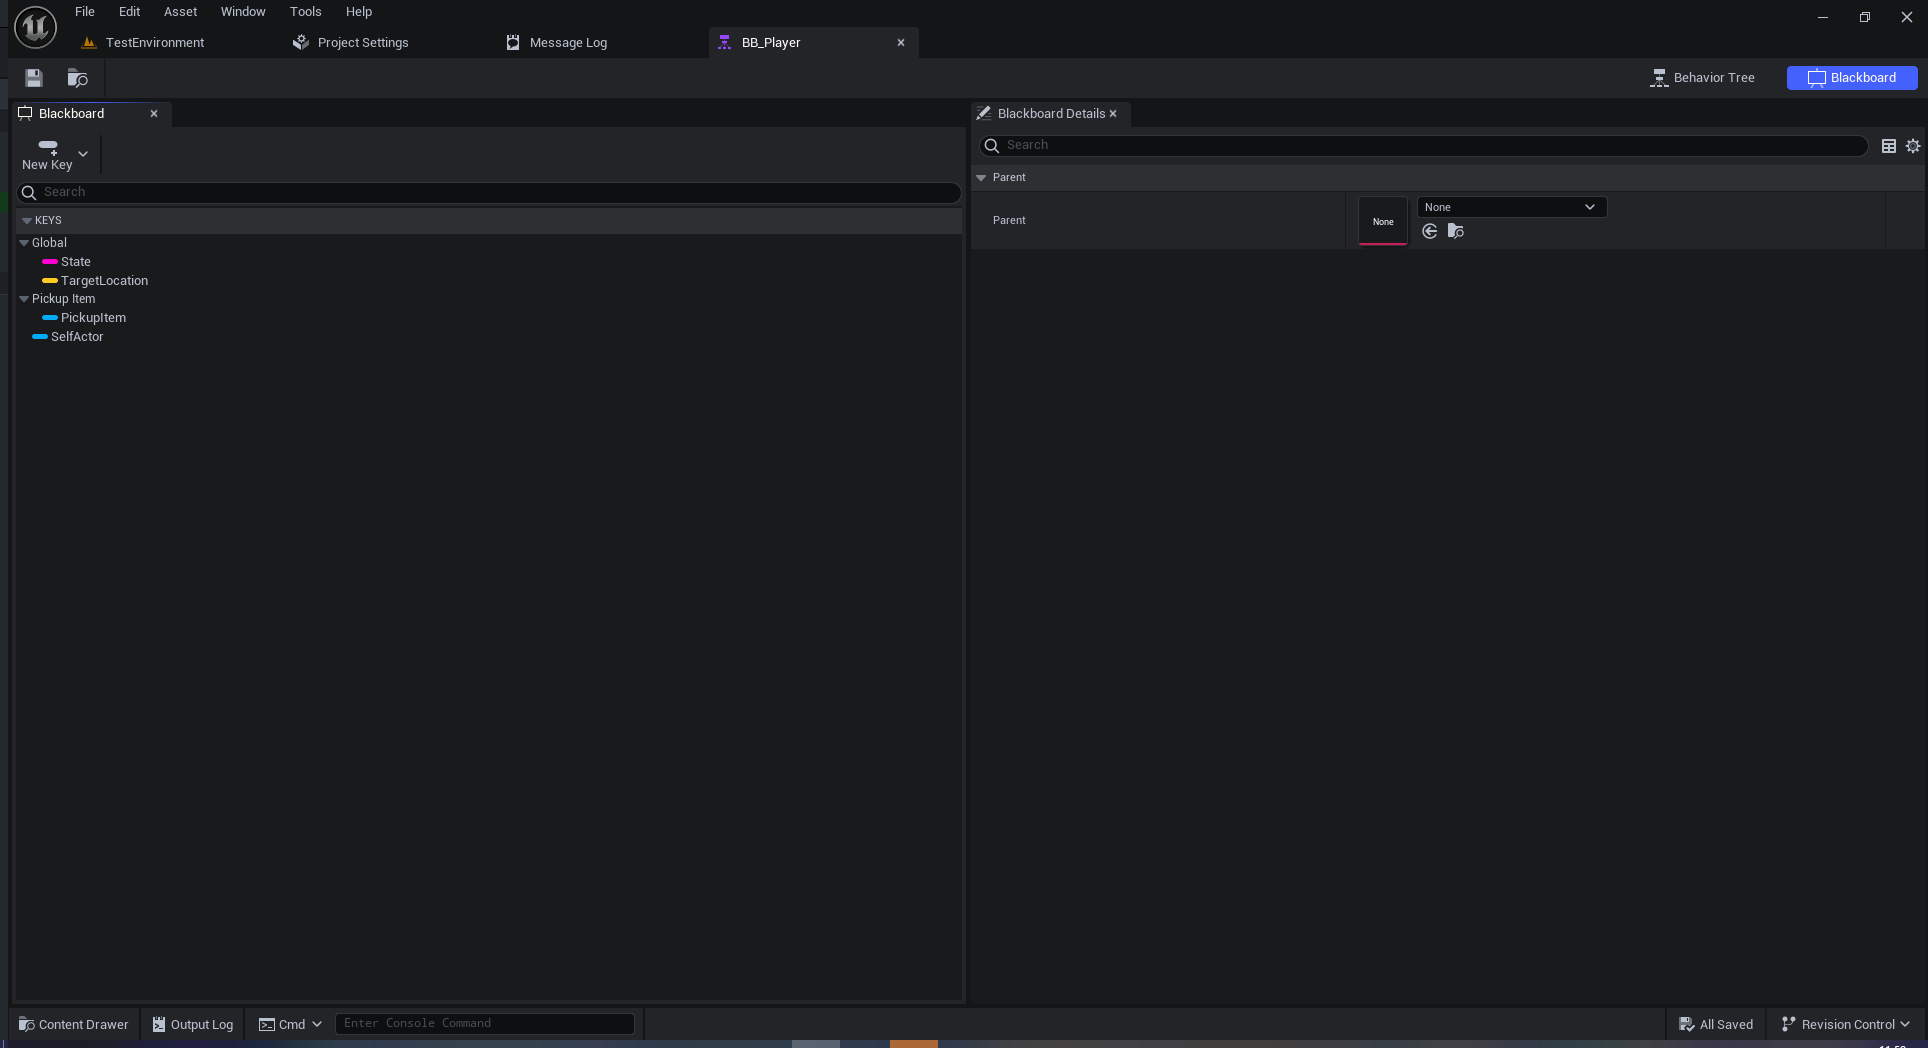 File Edit Asset Window Tools Help
TestEnvironment Project Settings Message Log BB_Player
Behavior Tree Blackboard
Blackboard
New Key
Search
KEYS
Global
State
TargetLocation
Pickup Item
PickupItem
SelfActor
Blackboard Details
Search
Parent
Parent
None
None
Content Drawer Output Log Cmd Enter Console Command All Saved Revision Control